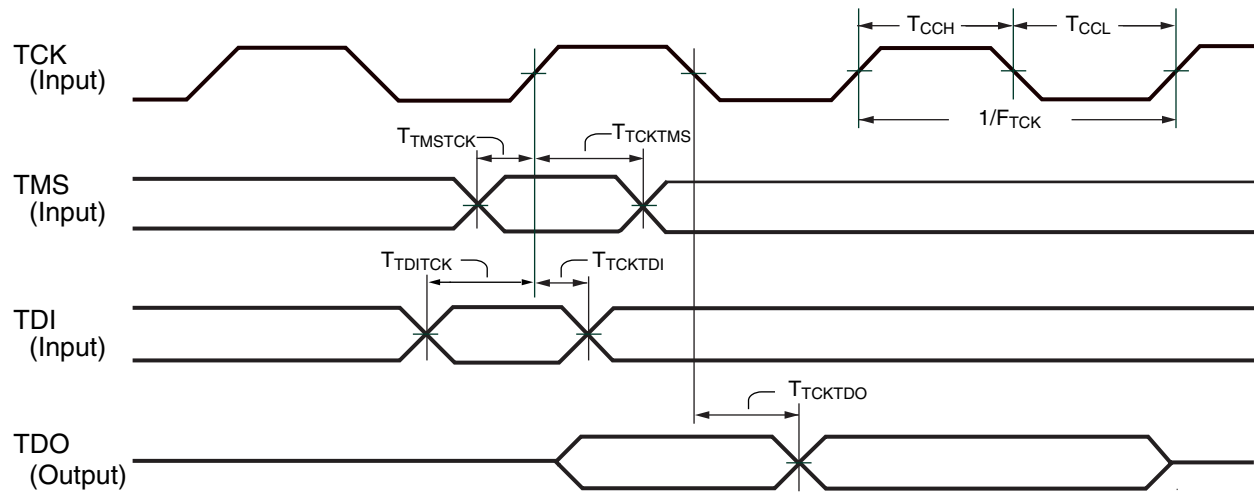 TCK
(Input)
TCCH
TCCL
1/FTCK
TTMSTCK
TTCKTMS
TMS
(Input)
TTDITCK
TTCKTDI
TDI
(Input)
TTCKTDO
TDO
(Output)